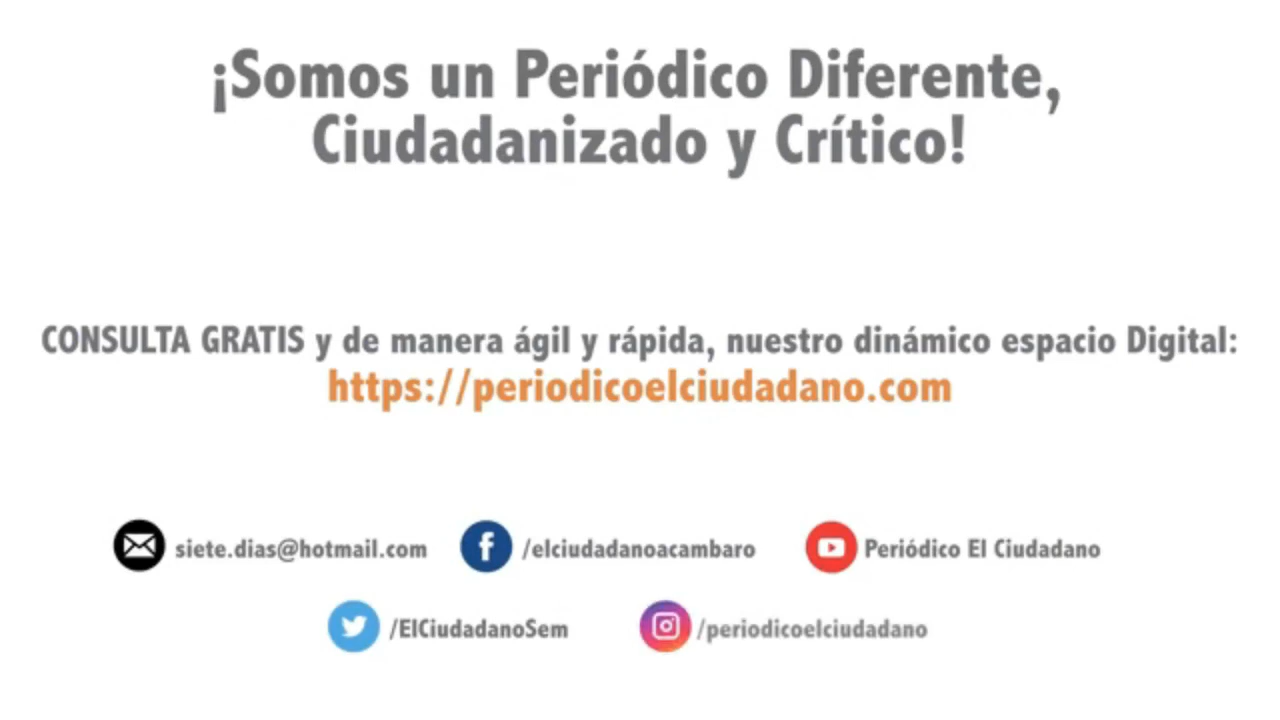 ¡Somos un Periódico Diferente,
Ciudadanizado y Crítico!
CONSULTA GRATIS y de manera ágil y rápida, nuestro dinámico espacio Digital:
https://periodicoelciudadano.com
siete.dias@hotmail.com /elciudadanoacambaro Periódico El Ciudadano
/ElCiudadanoSem /periodicoelciudadano